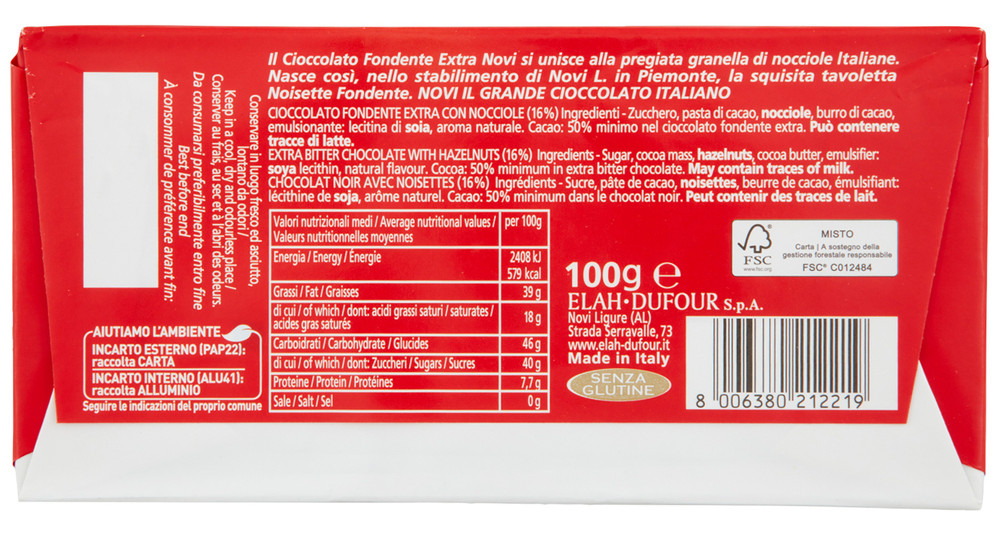 Il Cioccolato Fondente Extra Novi si unisce alla pregiata granella di nocciole Italiane.
Nasce così, nello stabilimento di Novi L. in Piemonte, la squisita tavoletta
Noisette Fondente. NOVI IL GRANDE CIOCCOLATO ITALIANO
CIOCCOLATO FONDENTE EXTRA CON NOCCIOLE (16%) Ingredienti - Zucchero, pasta di cacao, nocciole, burro di cacao,
emulsionante: lecitina di soia, aroma naturale. Cacao: 50% minimo nel cioccolato fondente extra. Può contenere
tracce di latte.
EXTRA BITTER CHOCOLATE WITH HAZELNUTS (16%) Ingredients - Sugar, cocoa mass, hazelnuts, cocoa butter, emulsifier:
soya lecithin, natural flavour. Cocoa: 50% minimum in extra bitter chocolate. May contain traces of milk.
CHOCOLAT NOIR AVEC NOISETTES (16%) Ingrédients - Sucre, pâte de cacao, noisettes, beurre de cacao, émulsifiant:
lécithine de soja, arôme naturel. Cacao: 50% minimum dans le chocolat noir. Peut contenir des traces de lait.
Conservare in luogo fresco ed asciutto,
lontano da odori /
Keep in a cool, dry and odourless place /
Conserver au frais, au sec et à l'abri des odeurs.
Da consumarsi preferibilmente entro fine
Best before end
À consommer de préférence avant fin:
Valori nutrizionali medi / Average nutritional values / per 100g
Valeurs nutritionnelles moyennes
Energia / Energy / Énergie 2408 kJ
579 kcal
Grassi / Fat / Graisses 39 g
di cui / of which / dont: acidi grassi saturi / saturates / 18 g
acides gras saturés
Carboidrati / Carbohydrate / Glucides 46 g
di cui / of which / dont: Zuccheri / Sugars / Sucres 40 g
Proteine / Protein / Protéines 7,7 g
Sale / Salt / Sel 0 g
AIUTIAMO L'AMBIENTE
INCARTO ESTERNO (PAP22):
raccolta CARTA
INCARTO INTERNO (ALU41):
raccolta ALLUMINIO
Seguire le indicazioni del proprio comune
100g e
ELAH·DUFOUR S.p.A.
Novi Ligure (AL)
Strada Serravalle, 73
www.elah-dufour.it
Made in Italy
SENZA
GLUTINE
FSC
www.fsc.org
MISTO
Carta | A sostegno della
gestione forestale responsabile
FSC® C012484
8 006380 212219